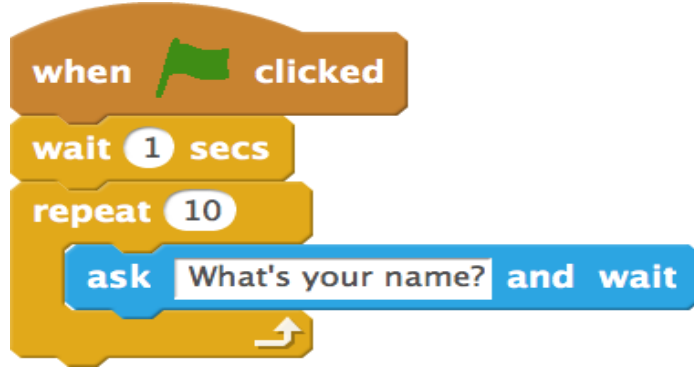 when clicked
wait 1 secs
repeat 10
ask What's your name? and wait